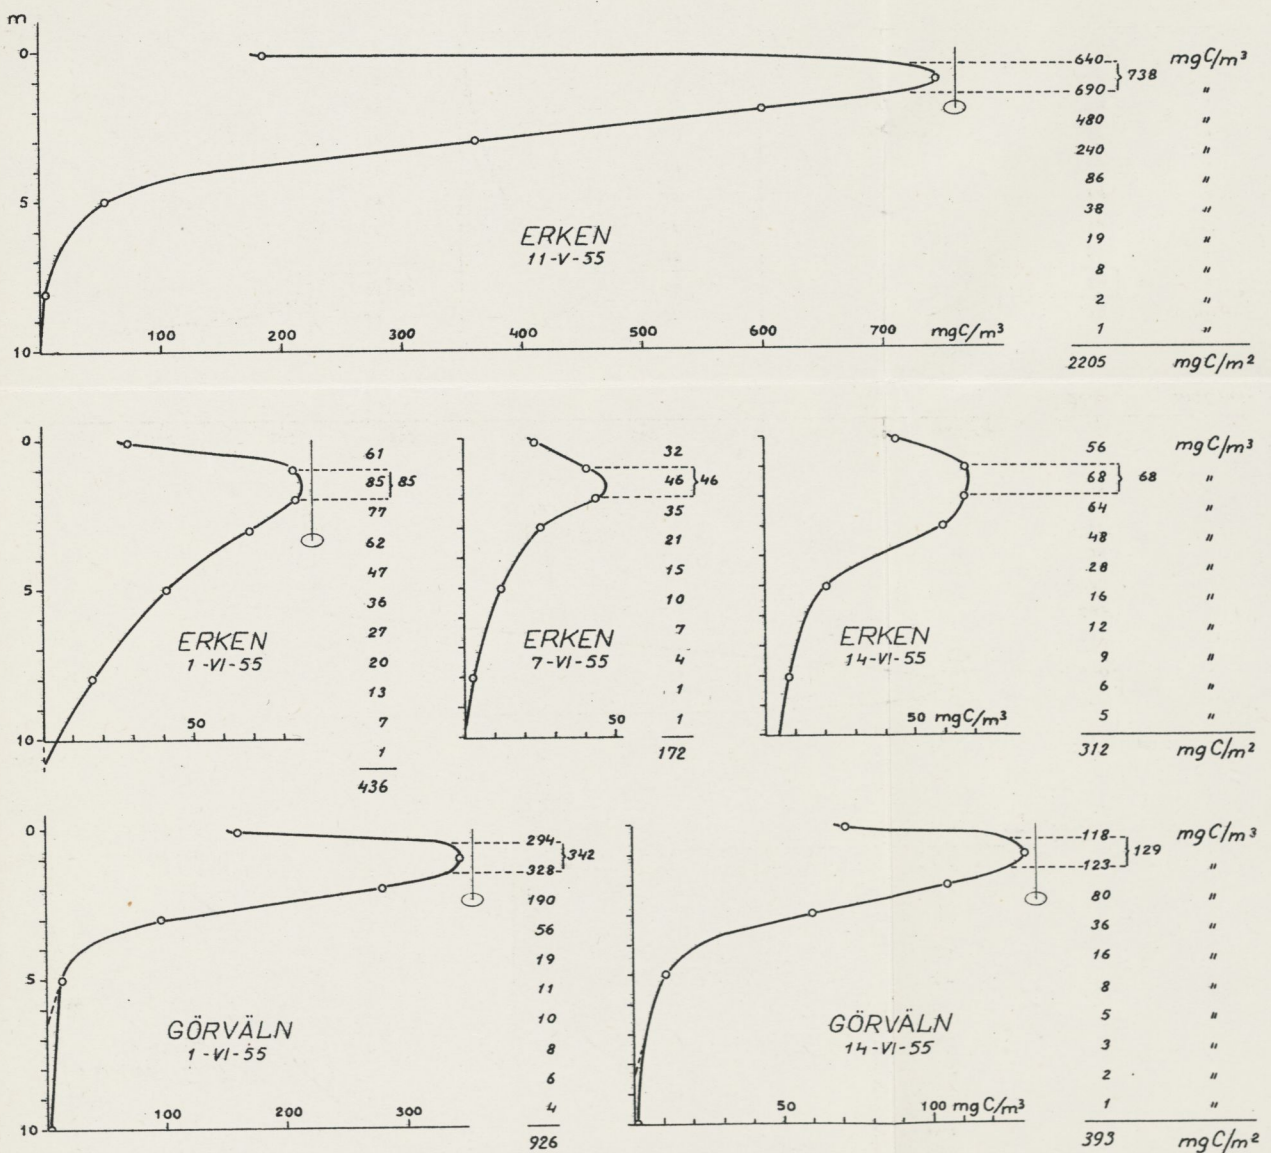 m
0 640 mgC/m³
690 } 738 "
480 "
240 "
86 "
5 38 "
ERKEN 19 "
11-V-55 8 "
2 "
100 200 300 400 500 600 700 mgC/m³ 1 "
10 2205 mgC/m²
0 61 32 56 mgC/m³
85 } 85 46 } 46 68 } 68 "
77 35 64 "
62 21 48 "
47 15 28 "
5 36 10 16 "
ERKEN 27 ERKEN 7 ERKEN 12 "
1-VI-55 20 7-VI-55 4 14-VI-55 9 "
13 1 6 "
50 7 50 1 50 mgC/m³ 5 "
10 1 172 312 mgC/m²
436
0 294 118 mgC/m³
328 } 342 123 } 129 "
190 80 "
56 36 "
19 16 "
5 11 8 "
GÖRVÄLN 10 GÖRVÄLN 5 "
1-VI-55 8 14-VI-55 3 "
6 2 "
100 200 300 4 50 100 mgC/m³ 1 "
10 926 393 mgC/m²